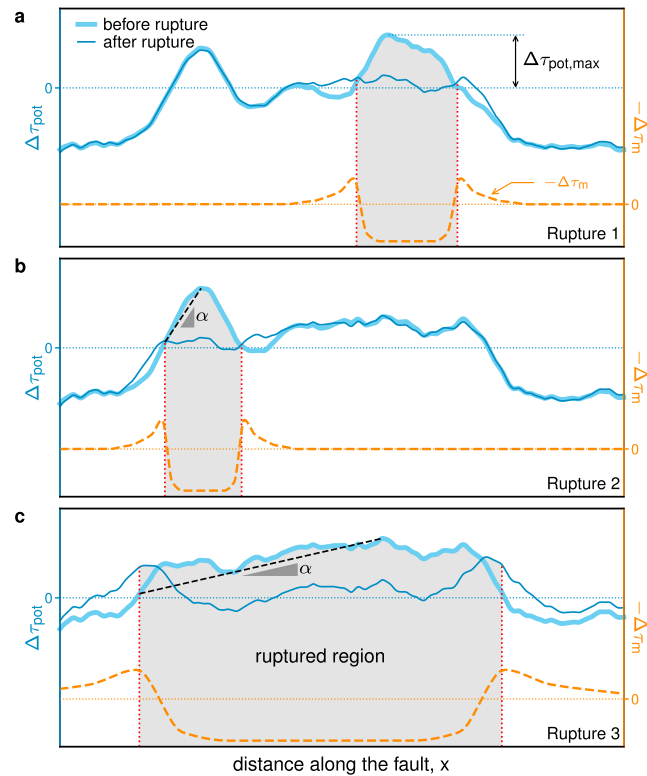 a
before rupture
after rupture
Δτpot,max
0
Δτpot
−Δτm
−Δτm
0
Rupture 1
b
α
0
Δτpot
−Δτm
0
Rupture 2
c
α
0
Δτpot
−Δτm
ruptured region
0
Rupture 3
distance along the fault, x